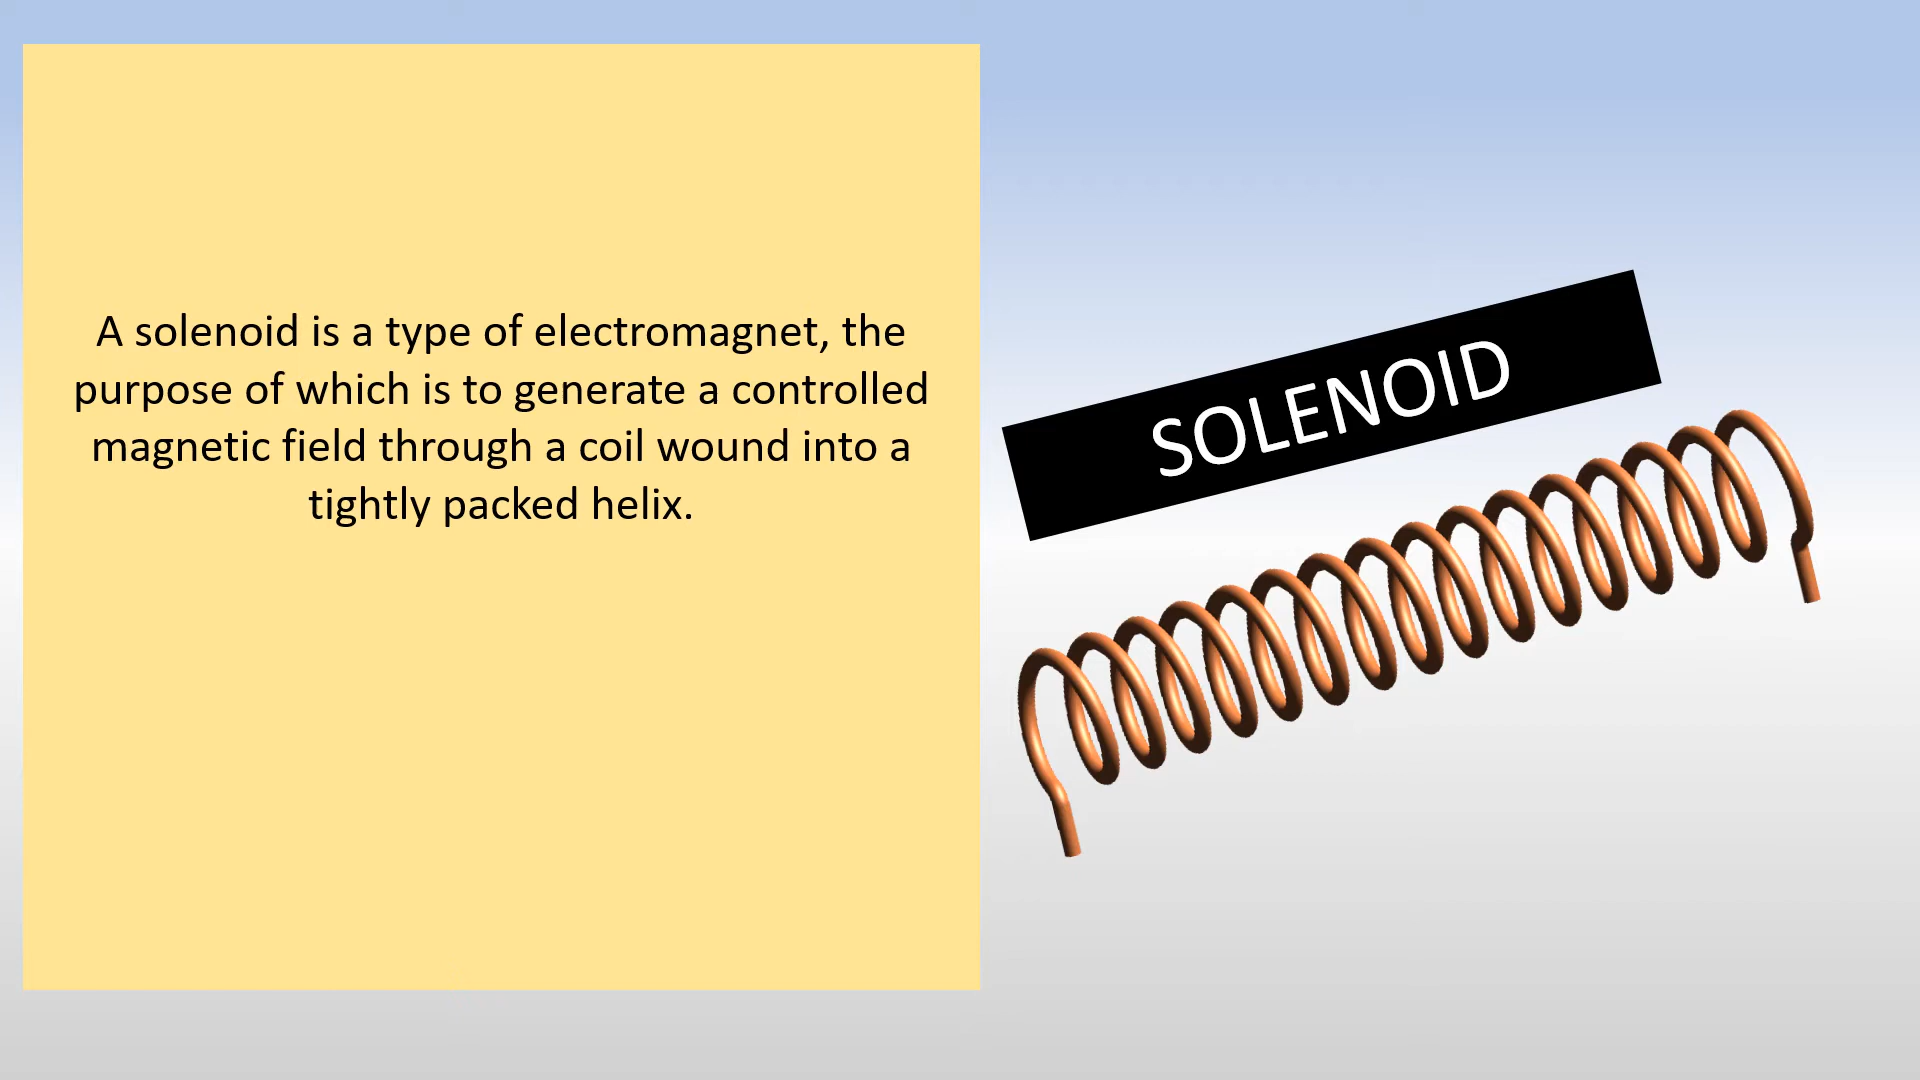 A solenoid is a type of electromagnet, the
purpose of which is to generate a controlled
magnetic field through a coil wound into a
tightly packed helix.
SOLENOID